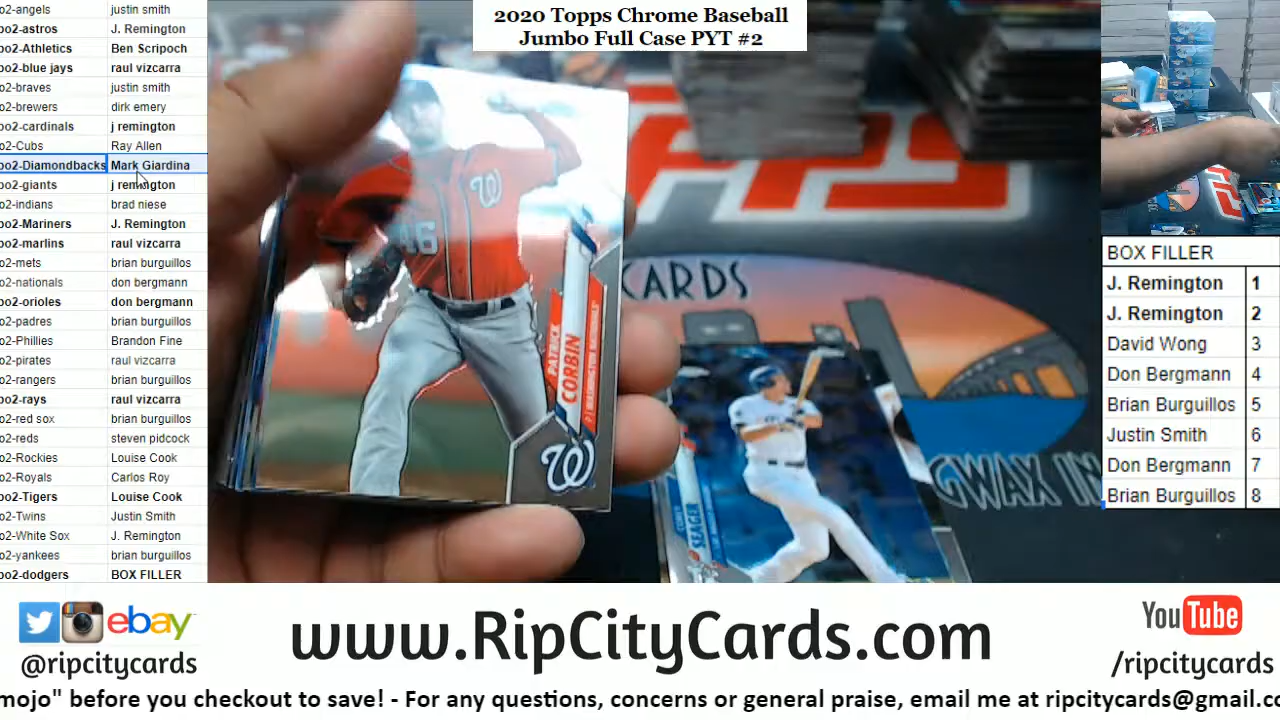 2020 Topps Chrome Baseball
Jumbo Full Case PYT #2
oo2-angels justin smith
oo2-astros J. Remington
oo2-Athletics Ben Scripoch
oo2-blue jays raul vizcarra
oo2-braves justin smith
oo2-brewers dirk emery
oo2-cardinals j remington
oo2-Cubs Ray Allen
oo2-Diamondbacks Mark Giardina
oo2-giants j remington
oo2-indians brad niese
oo2-Mariners J. Remington
oo2-marlins raul vizcarra
oo2-mets brian burguillos
oo2-nationals don bergmann
oo2-orioles don bergmann
oo2-padres brian burguillos
oo2-Phillies Brandon Fine
oo2-pirates raul vizcarra
oo2-rangers brian burguillos
oo2-rays raul vizcarra
oo2-red sox brian burguillos
oo2-reds steven pidcock
oo2-Rockies Louise Cook
oo2-Royals Carlos Roy
oo2-Tigers Louise Cook
oo2-Twins Justin Smith
oo2-White Sox J. Remington
oo2-yankees brian burguillos
oo2-dodgers BOX FILLER
W
46
PATRICK
CORBIN
P | WASHINGTON NATIONALS
W
CARDS
COREY
SEAGER
GWAX IN
BOX FILLER
J. Remington 1
J. Remington 2
David Wong 3
Don Bergmann 4
Brian Burguillos 5
Justin Smith 6
Don Bergmann 7
Brian Burguillos 8
ebay
@ripcitycards
www.RipCityCards.com
YouTube
/ripcitycards
mojo" before you checkout to save! - For any questions, concerns or general praise, email me at ripcitycards@gmail.co